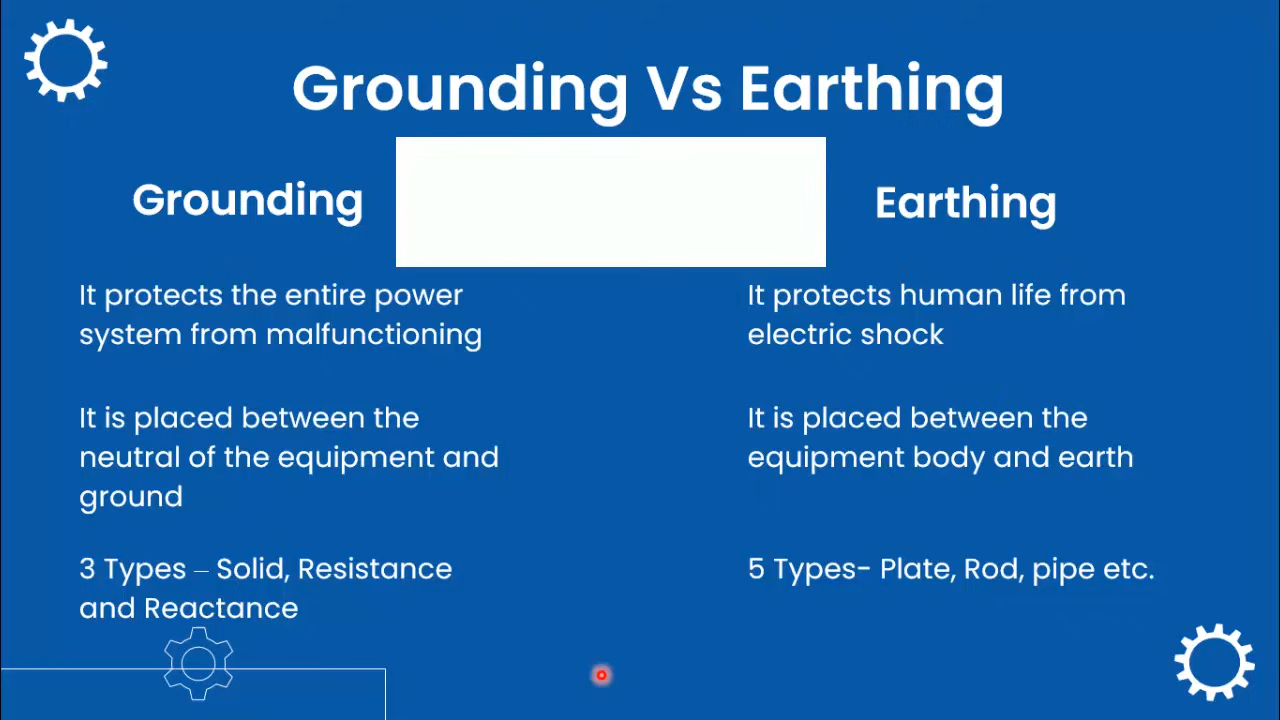 Grounding Vs Earthing
Grounding
Earthing
It protects the entire power
system from malfunctioning
It protects human life from
electric shock
It is placed between the
neutral of the equipment and
ground
It is placed between the
equipment body and earth
3 Types – Solid, Resistance
and Reactance
5 Types- Plate, Rod, pipe etc.